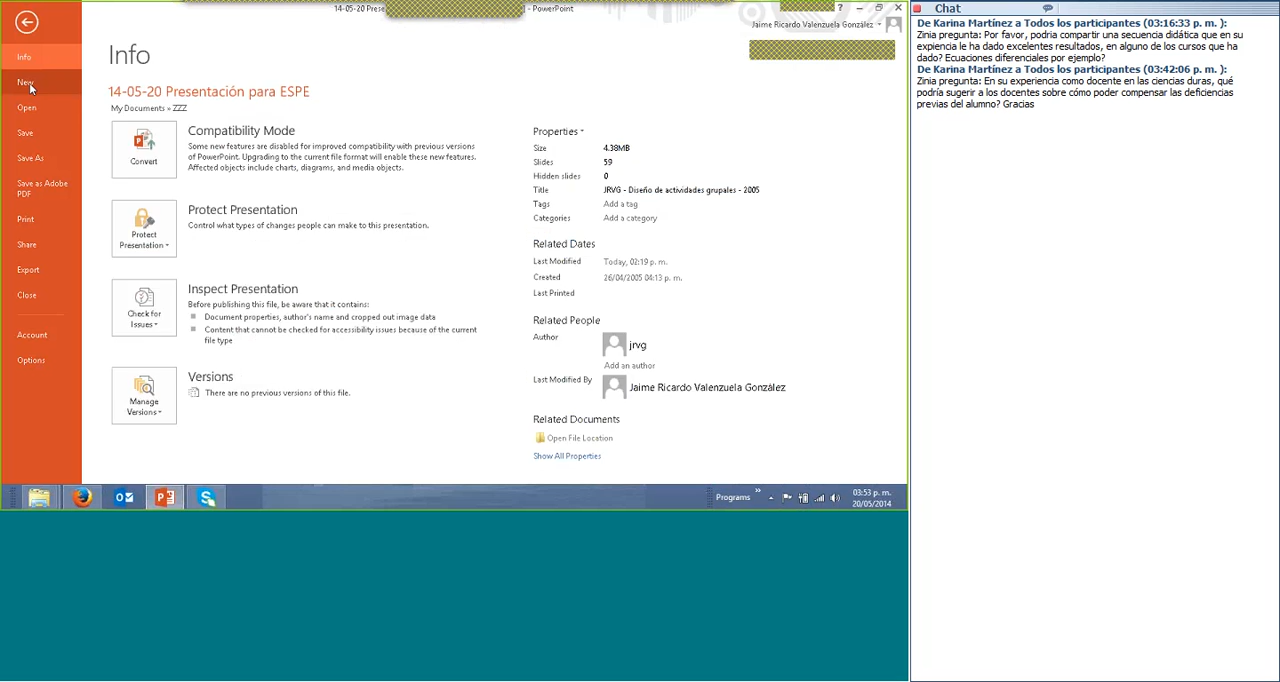 14-05-20 Prese
- PowerPoint
?
Jaime Ricardo Valenzuela González
Info
New
Open
Save
Save As
Save as Adobe
PDF
Print
Share
Export
Close
Account
Options
Info
14-05-20 Presentación para ESPE
My Documents » ZZZ
Convert
Compatibility Mode
Some new features are disabled for improved compatibility with previous versions
of PowerPoint. Upgrading to the current file format will enable these new features.
Affected objects include charts, diagrams, and media objects.
Protect
Presentation
Protect Presentation
Control what types of changes people can make to this presentation.
Check for
Issues
Inspect Presentation
Before publishing this file, be aware that it contains:
Document properties, author's name and cropped out image data
Content that cannot be checked for accessibility issues because of the current
file type
Manage
Versions
Versions
There are no previous versions of this file.
Properties
Size 4.38MB
Slides 59
Hidden slides 0
Title JRVG - Diseño de actividades grupales - 2005
Tags Add a tag
Categories Add a category
Related Dates
Last Modified Today, 02:19 p. m.
Created 26/04/2005 04:13 p. m.
Last Printed
Related People
Author jrvg
Add an author
Last Modified By Jaime Ricardo Valenzuela González
Related Documents
Open File Location
Show All Properties
Programs »
03:53 p. m.
20/05/2014
Chat
De Karina Martínez a Todos los participantes (03:16:33 p. m. ):
Zinia pregunta: Por favor, podria compartir una secuencia didática que en su
expiencia le ha dado excelentes resultados, en alguno de los cursos que ha
dado? Ecuaciones diferenciales por ejemplo?
De Karina Martínez a Todos los participantes (03:42:06 p. m. ):
Zinia pregunta: En su experiencia como docente en las ciencias duras, qué
podría sugerir a los docentes sobre cómo poder compensar las deficiencias
previas del alumno? Gracias